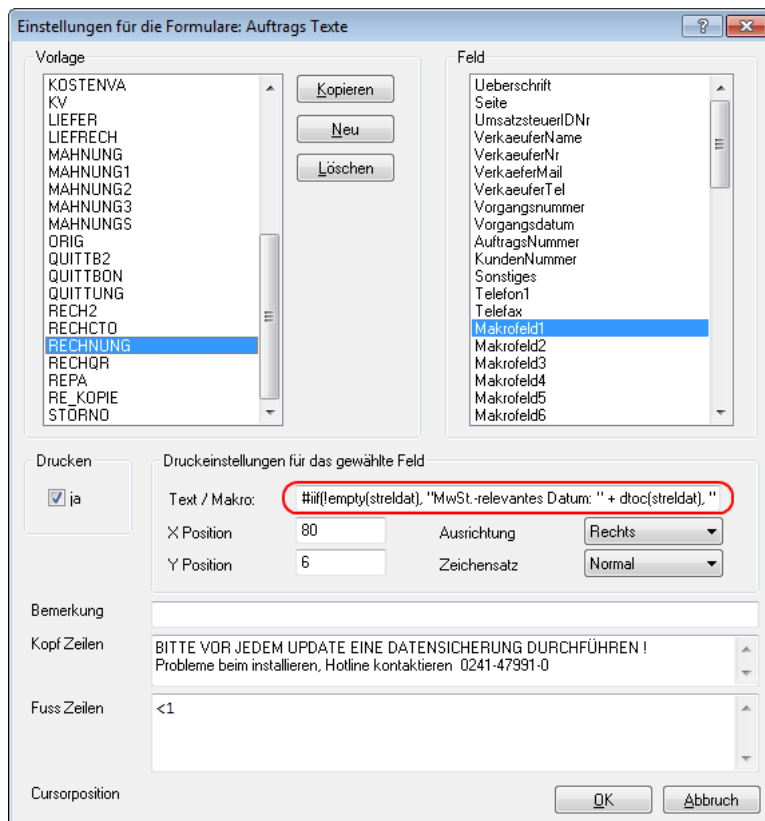 Einstellungen für die Formulare: Auftrags Texte
Vorlage
KOSTENVA
KV
LIEFER
LIEFRECH
MAHNUNG
MAHNUNG1
MAHNUNG2
MAHNUNG3
MAHNUNGS
ORIG
QUITTB2
QUITTBON
QUITTUNG
RECH2
RECHCTO
RECHNUNG
RECHQR
REPA
RE_KOPIE
STORNO
Kopieren
Neu
Löschen
Feld
Ueberschrift
Seite
UmsatzsteuerIDNr
VerkaeuferName
VerkaeuferNr
VerkaeferMail
VerkaeuferTel
Vorgangsnummer
Vorgangsdatum
AuftragsNummer
KundenNummer
Sonstiges
Telefon1
Telefax
Makrofeld1
Makrofeld2
Makrofeld3
Makrofeld4
Makrofeld5
Makrofeld6
Drucken
ja
Druckeinstellungen für das gewählte Feld
Text / Makro: #iif(!empty(streldat), "MwSt.-relevantes Datum: " + dtoc(streldat), "
X Position 80 Ausrichtung Rechts
Y Position 6 Zeichensatz Normal
Bemerkung
Kopf Zeilen
BITTE VOR JEDEM UPDATE EINE DATENSICHERUNG DURCHFÜHREN !
Probleme beim installieren, Hotline kontaktieren 0241-47991-0
Fuss Zeilen
<1
Cursorposition
OK Abbruch